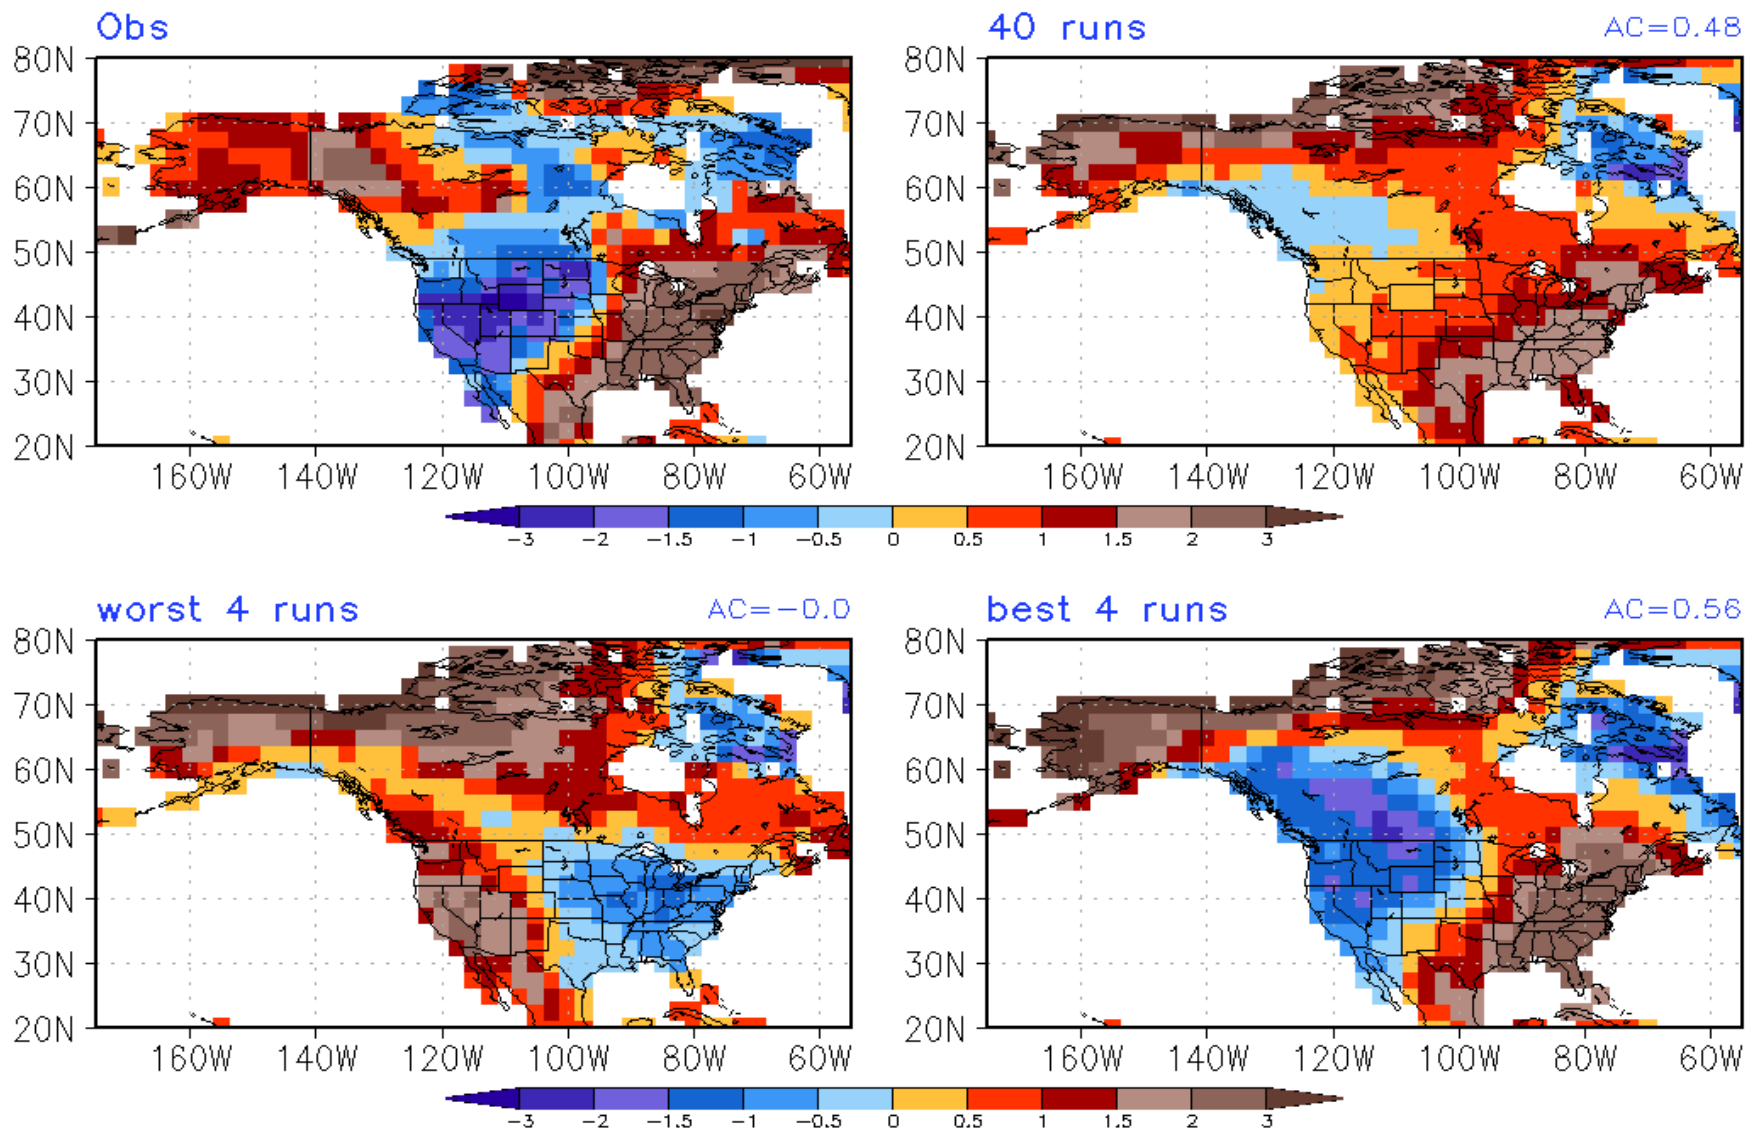 Obs
40 runs AC=0.48
80N 80N
70N 70N
60N 60N
50N 50N
40N 40N
30N 30N
20N 20N
160W 140W 120W 100W 80W 60W 160W 140W 120W 100W 80W 60W
-3 -2 -1.5 -1 -0.5 0 0.5 1 1.5 2 3
worst 4 runs AC=-0.0
best 4 runs AC=0.56
80N 80N
70N 70N
60N 60N
50N 50N
40N 40N
30N 30N
20N 20N
160W 140W 120W 100W 80W 60W 160W 140W 120W 100W 80W 60W
-3 -2 -1.5 -1 -0.5 0 0.5 1 1.5 2 3